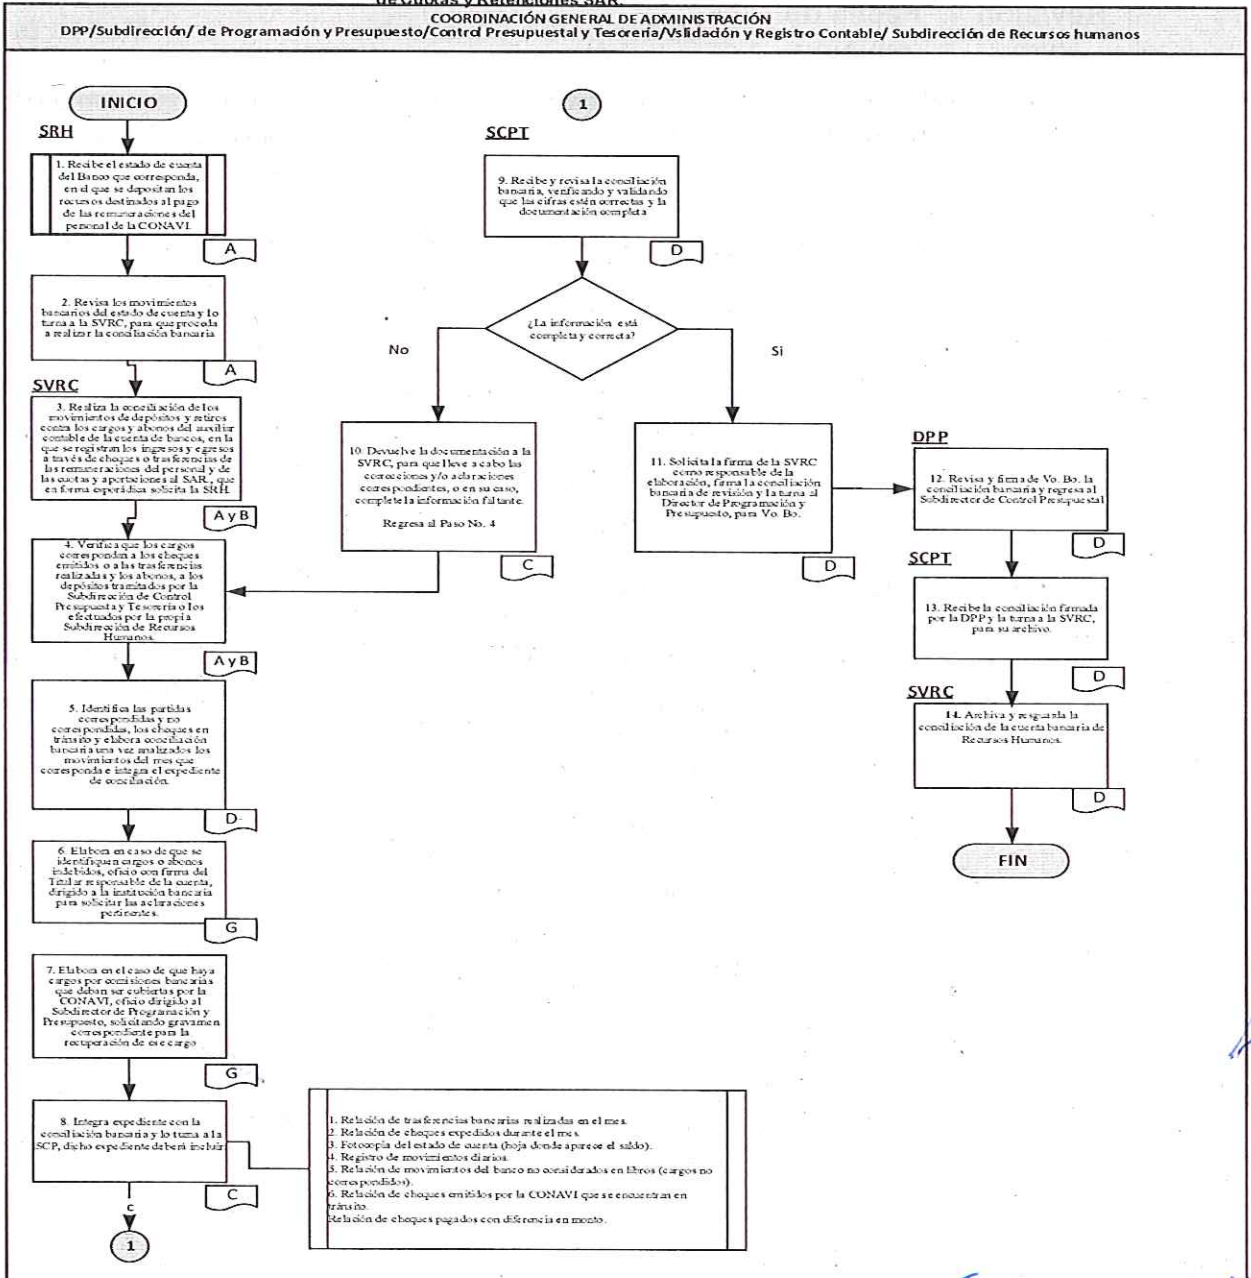 de Cuotas y Retenciones SAR.
COORDINACIÓN GENERAL DE ADMINISTRACIÓN
DPP/Subdirección/ de Programación y Presupuesto/Control Presupuestal y Tesorería/Vslidación y Registro Contable/ Subdirección de Recursos humanos
INICIO
SRH
1. Recibe el estado de cuenta
del Banco que corresponda,
en el que se depositan los
recursos destinados al pago
de las remuneraciones del
personal de la CONAVI.
A
2. Revisa los movimientos
bancarios del estado de cuenta y lo
turna a la SVRC, para que proceda
a realizar la conciliación bancaria
A
SVRC
3. Realiza la conciliación de los
movimientos de depósitos y retiros
contra los cargos y abonos del auxiliar
contable de la cuenta de bancos, en la
que se registran los ingresos y egresos
a través de cheques o trasferencias de
las remuneraciones del personal y de
las cuotas y aportaciones al SAR, que
en forma esporádica solicita la SRH.
A y B
4. Verifica que los cargos
correspondan a los cheques
emitidos o a las trasferencias
realizadas y los abonos, a los
depósitos tramitados por la
Subdirección de Control
Presupuesta y Tesorería o los
efectuados por la propia
Subdirección de Recursos
Humanos.
A y B
5. Identifica las partidas
correspondidas y no
correspondidas, los cheques en
tránsito y elabora conciliación
bancaria una vez analizados los
movimientos del mes que
corresponda e integra el expediente
de conciliación.
D
6. Elabora en caso de que se
identifiquen cargos o abonos
indebidos, oficio con firma del
Titular responsable de la cuenta,
dirigido a la institución bancaria
para solicitar las aclaraciones
pertinentes.
G
7. Elabora en el caso de que haya
cargos por comisiones bancarias
que deban ser cubiertas por la
CONAVI, oficio dirigido al
Subdirector de Programación y
Presupuesto, solicitando gravamen
correspondiente para la
recuperación de ese cargo
G
8. Integra expediente con la
conciliación bancaria y lo turna a la
SCP, dicho expediente deberá incluir
C
c
1
1. Relación de trasferencias bancarias realizadas en el mes.
2. Relación de cheques expedidos durante el mes.
3. Fotocopia del estado de cuenta (hoja donde aparece el saldo).
4. Registro de movimientos diarios.
5. Relación de movimientos del banco no considerados en libros (cargos no
correspondidos).
6. Relación de cheques emitidos por la CONAVI que se encuentran en
tránsito.
Relación de cheques pagados con diferencia en monto.
1
SCPT
9. Recibe y revisa la conciliación
bancaria, verificando y validando
que las cifras estén correctas y la
documentación completa
D
¿La información está
completa y correcta?
No
Si
10. Devuelve la documentación a la
SVRC, para que lleve a cabo las
correcciones y/o aclaraciones
correspondientes, o en su caso,
complete la información faltante.
Regresa al Paso No. 4
C
11. Solicita la firma de la SVRC
como responsable de la
elaboración, firma la conciliación
bancaria de revisión y la turna al
Director de Programación y
Presupuesto, para Vo. Bo.
D
DPP
12. Revisa y firma de Vo. Bo. la
conciliación bancaria y regresa al
Subdirector de Control Presupuestal
D
SCPT
13. Recibe la conciliación firmada
por la DPP y la turna a la SVRC,
para su archivo.
D
SVRC
14. Archiva y resguarda la
conciliación de la cuenta bancaria de
Recursos Humanos.
D
FIN